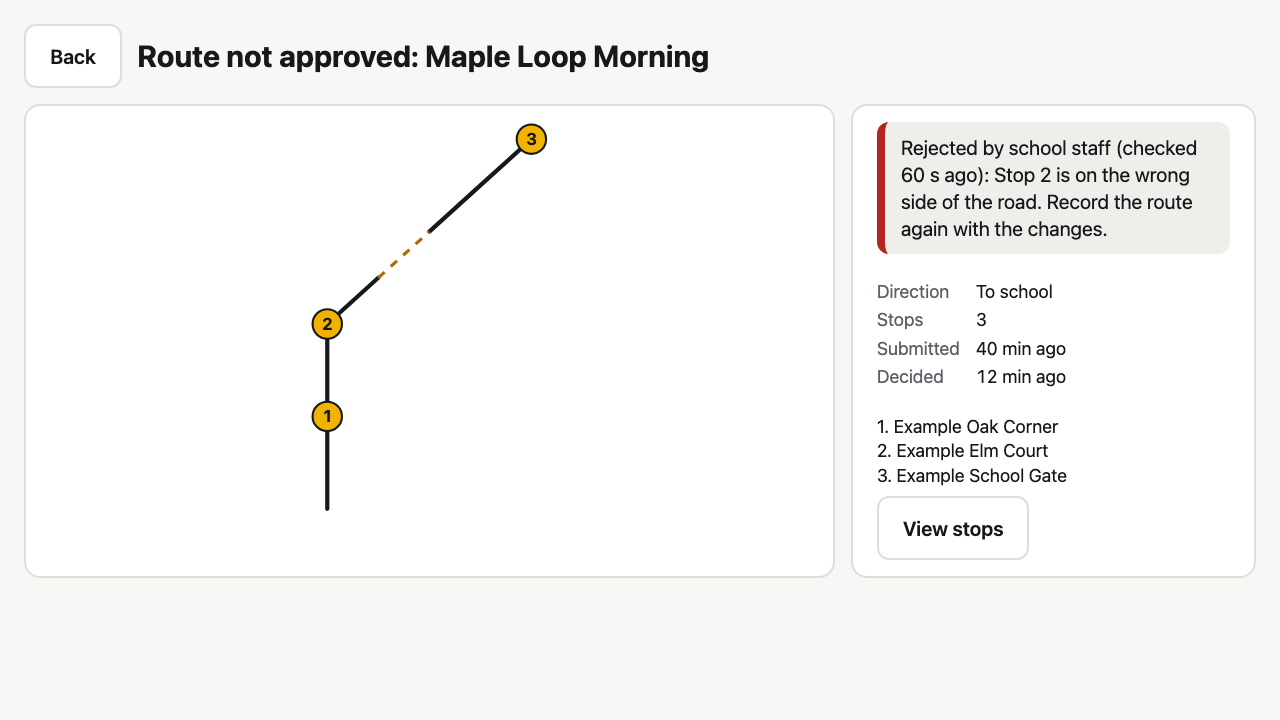 Back
Route not approved: Maple Loop Morning
3
2
1
Rejected by school staff (checked
60 s ago): Stop 2 is on the wrong
side of the road. Record the route
again with the changes.
Direction To school
Stops 3
Submitted 40 min ago
Decided 12 min ago
1. Example Oak Corner
2. Example Elm Court
3. Example School Gate
View stops